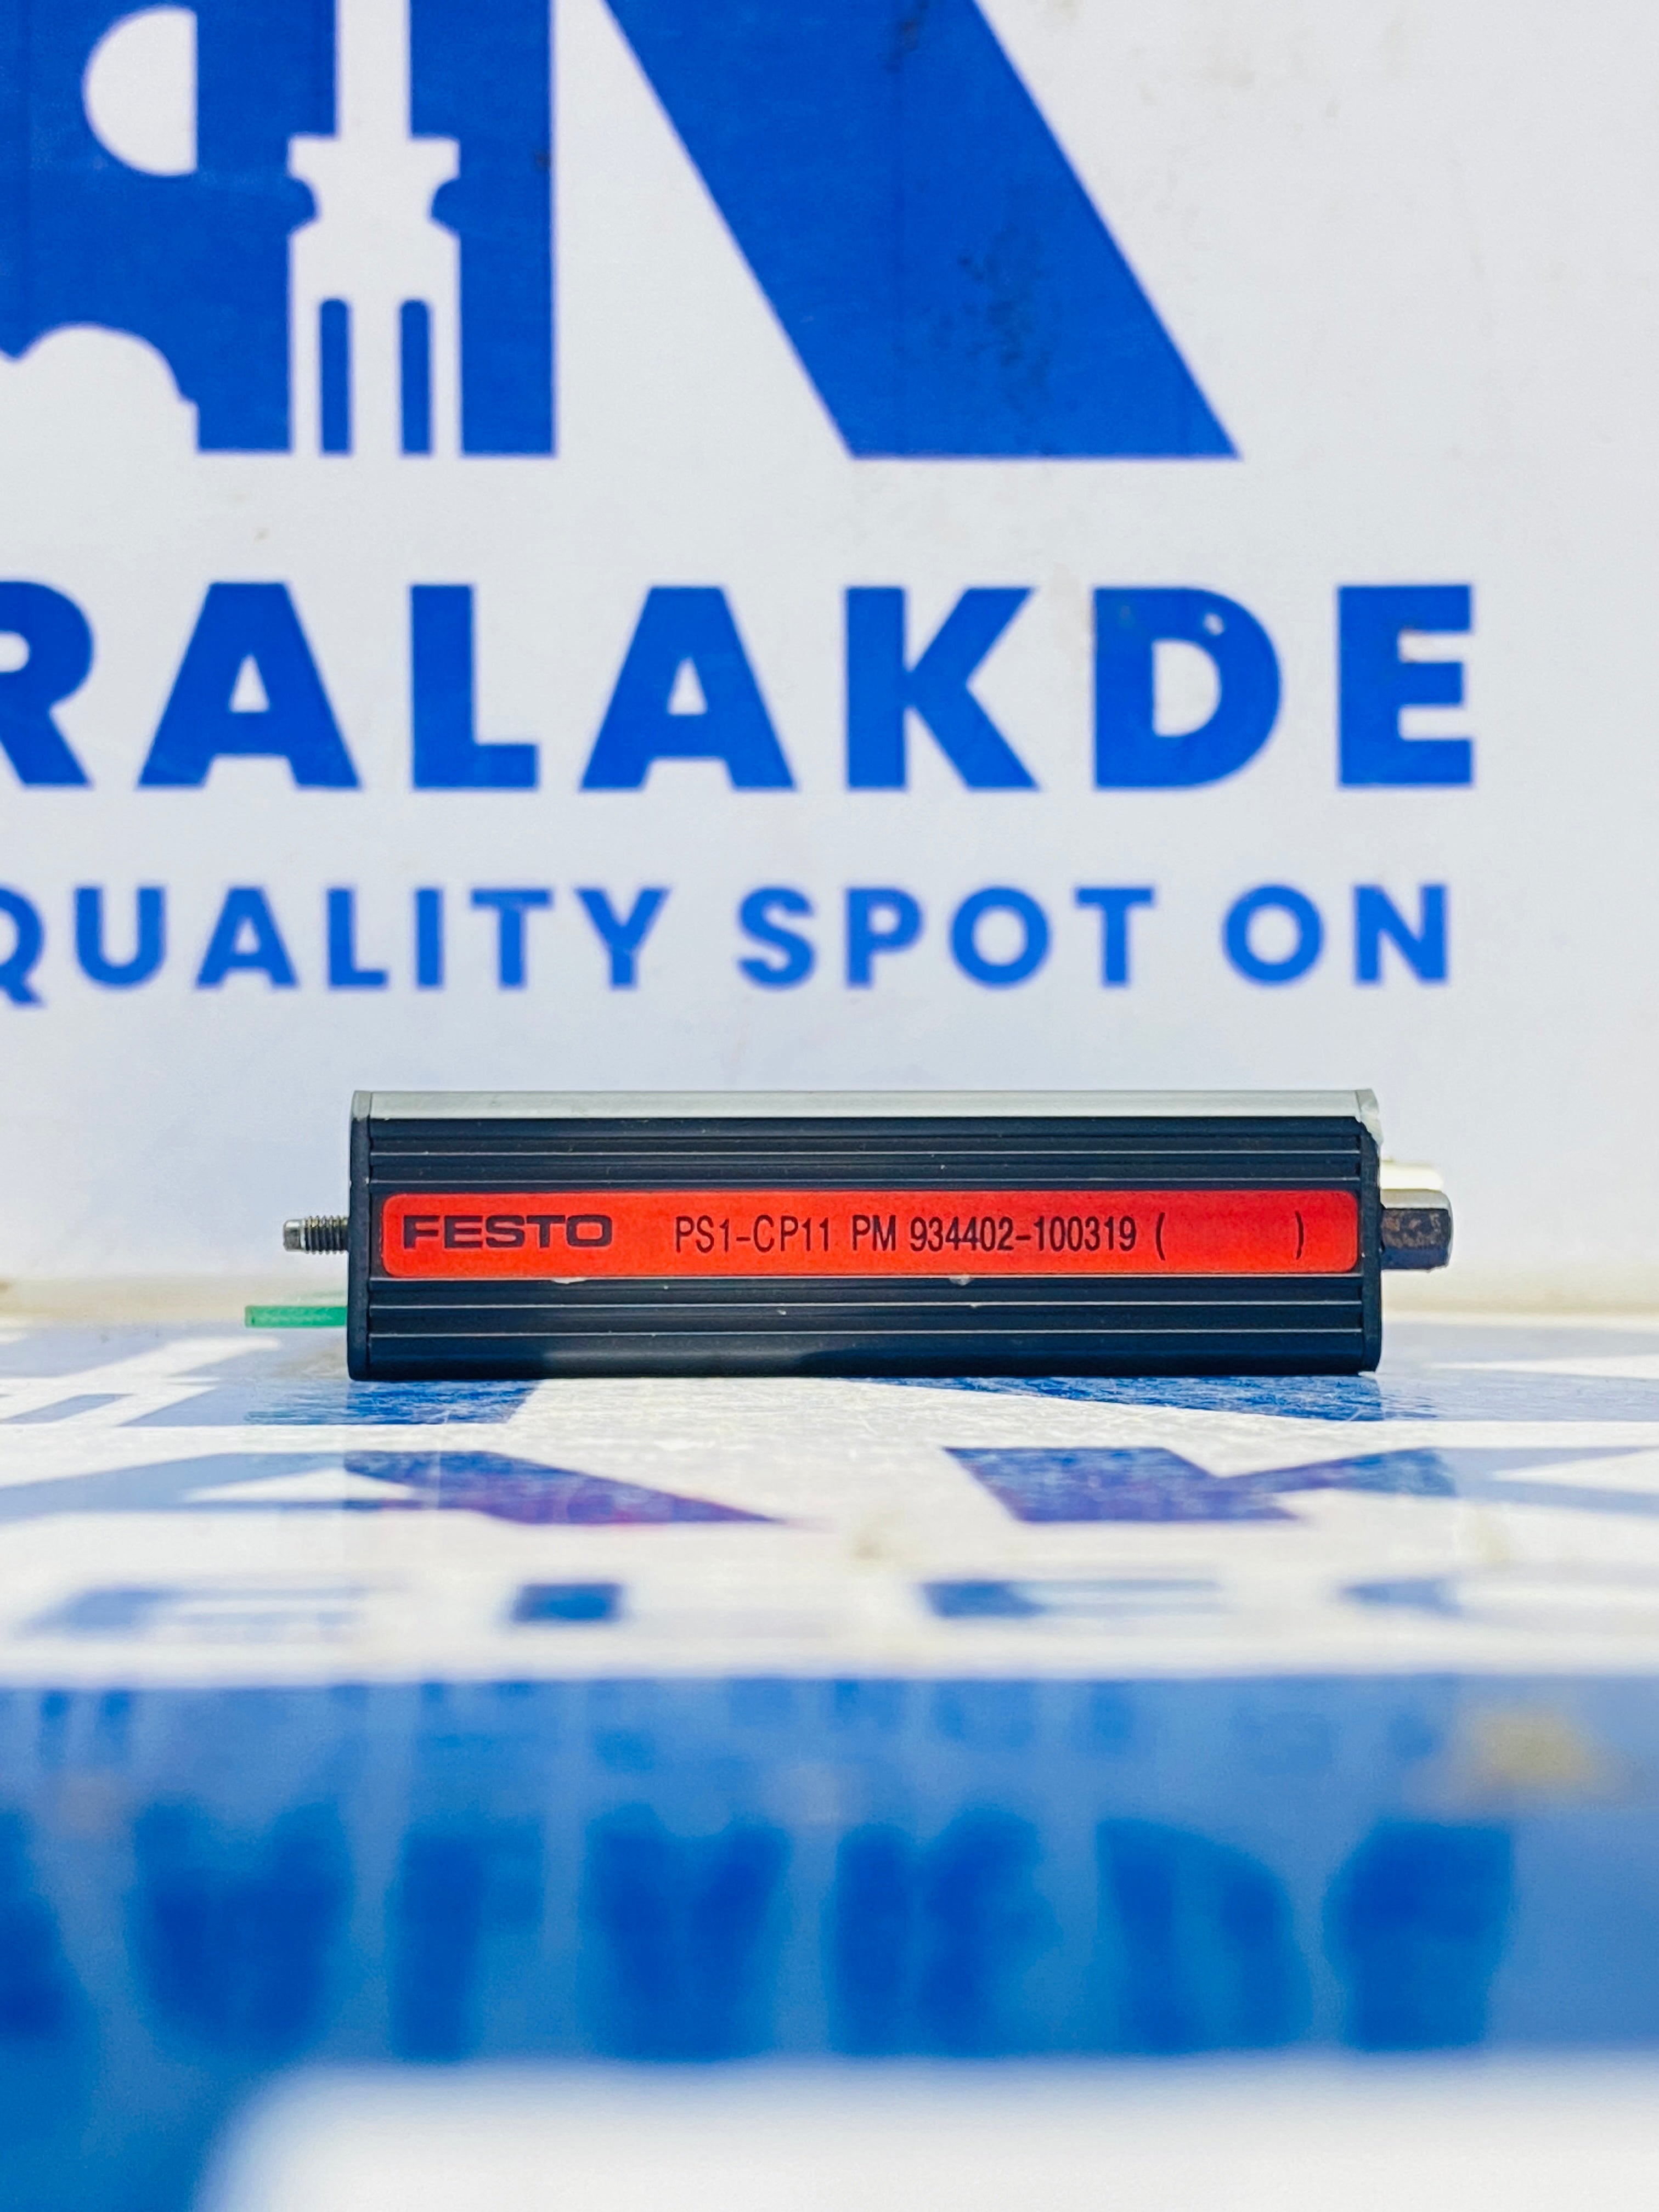 RALAKDE
QUALITY SPOT ON
FESTO PS1-CP11 PM 934402-100319 ( )